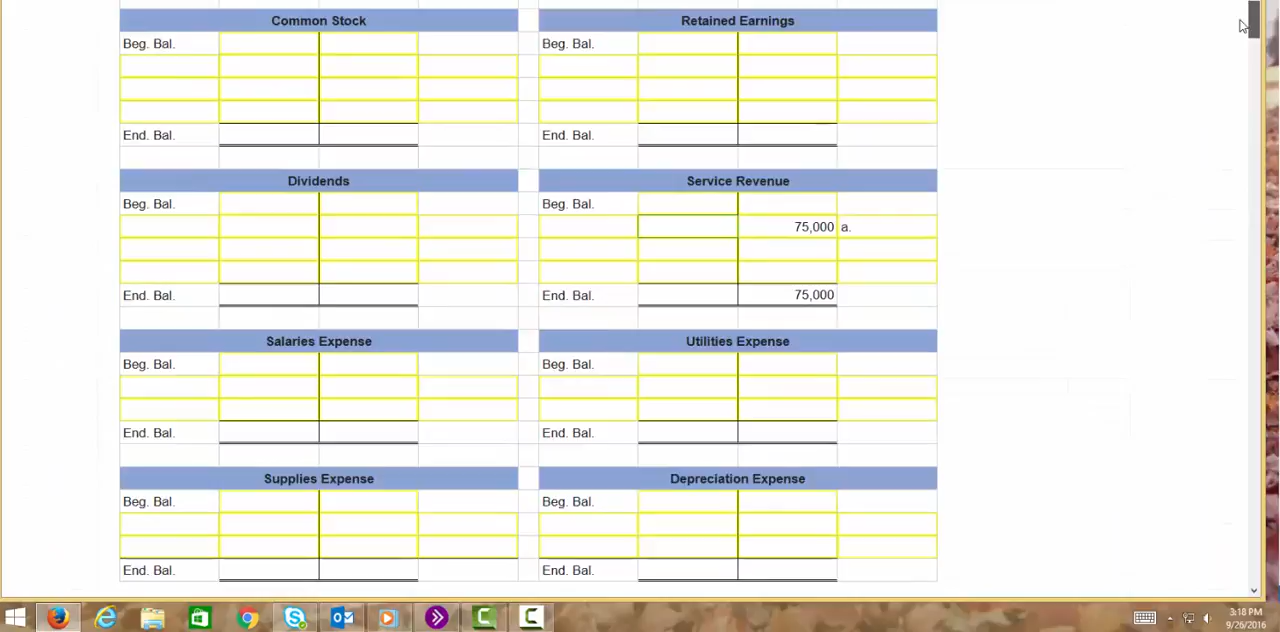 Common Stock Retained Earnings
Beg. Bal. Beg. Bal.
End. Bal. End. Bal.
Dividends Service Revenue
Beg. Bal. Beg. Bal.
75,000 a.
End. Bal. End. Bal. 75,000
Salaries Expense Utilities Expense
Beg. Bal. Beg. Bal.
End. Bal. End. Bal.
Supplies Expense Depreciation Expense
Beg. Bal. Beg. Bal.
End. Bal. End. Bal.
3:18 PM
9/26/2016